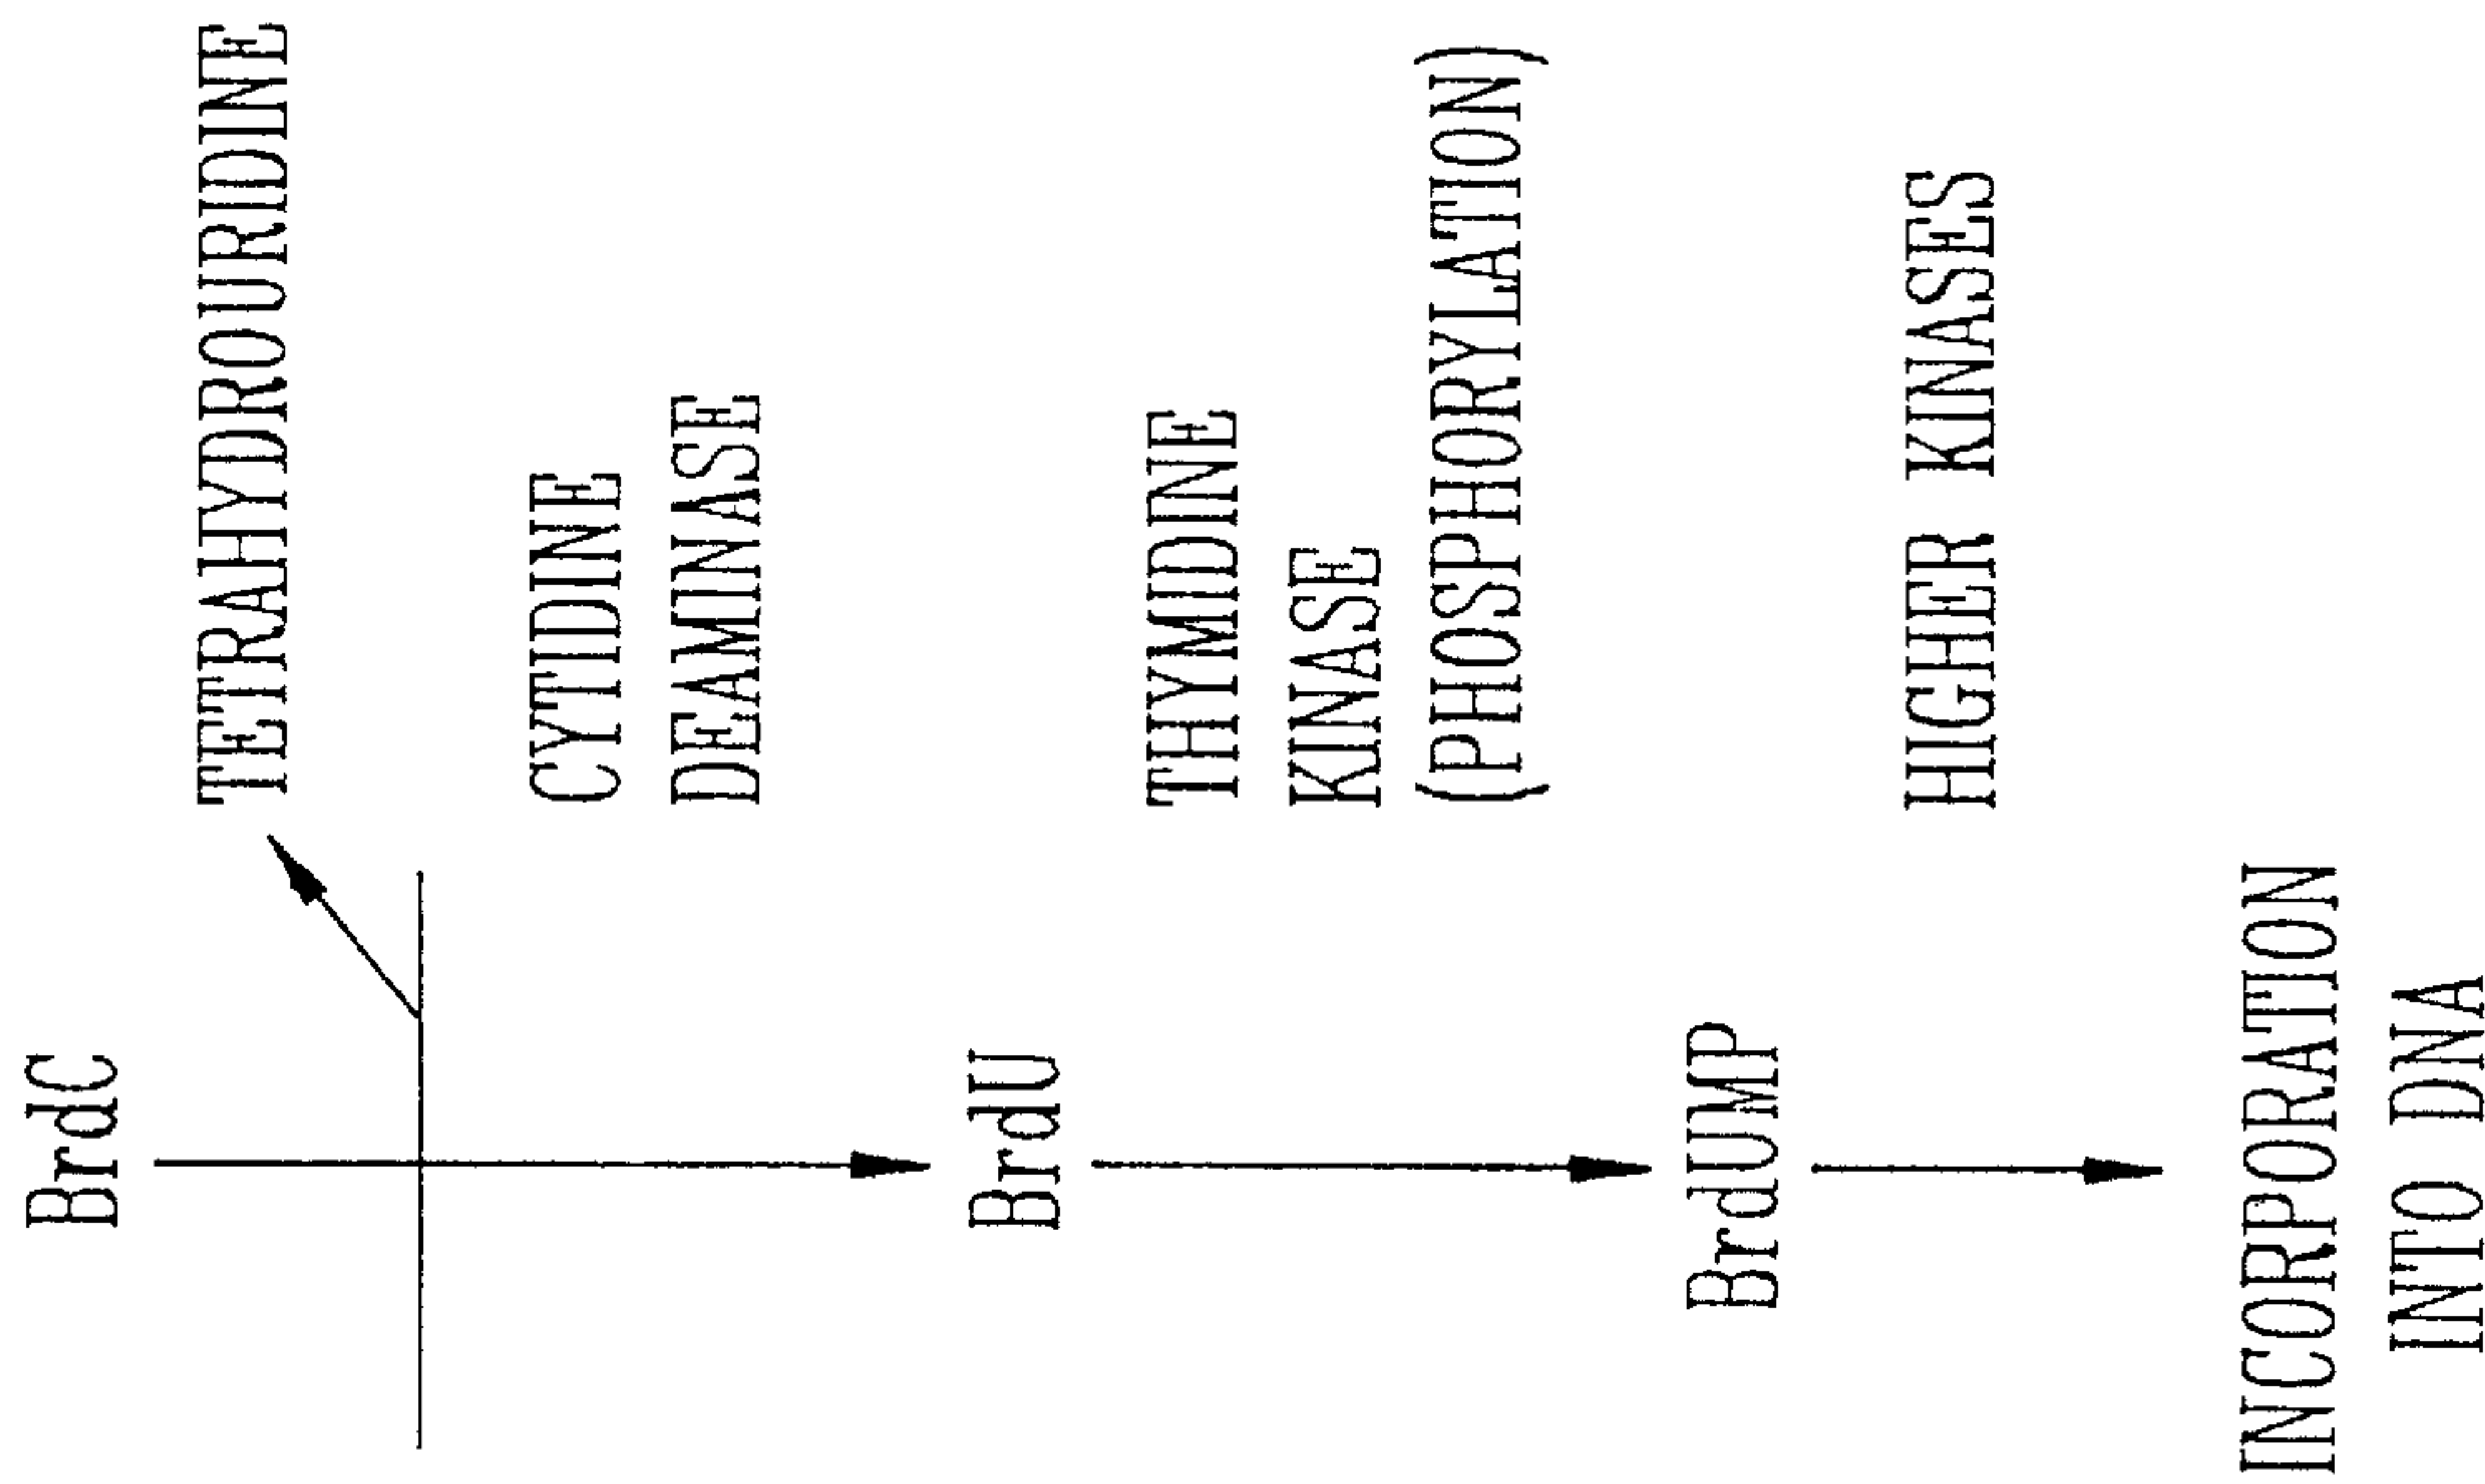 BrdC
TETRAHYDROURIDINE
CYTIDINE
DEAMINASE
BrdU
THYMIDINE
KINASE
(PHOSPHORYLATION)
BrdUMP
HIGHER KINASES
INCORPORATION
INTO DNA